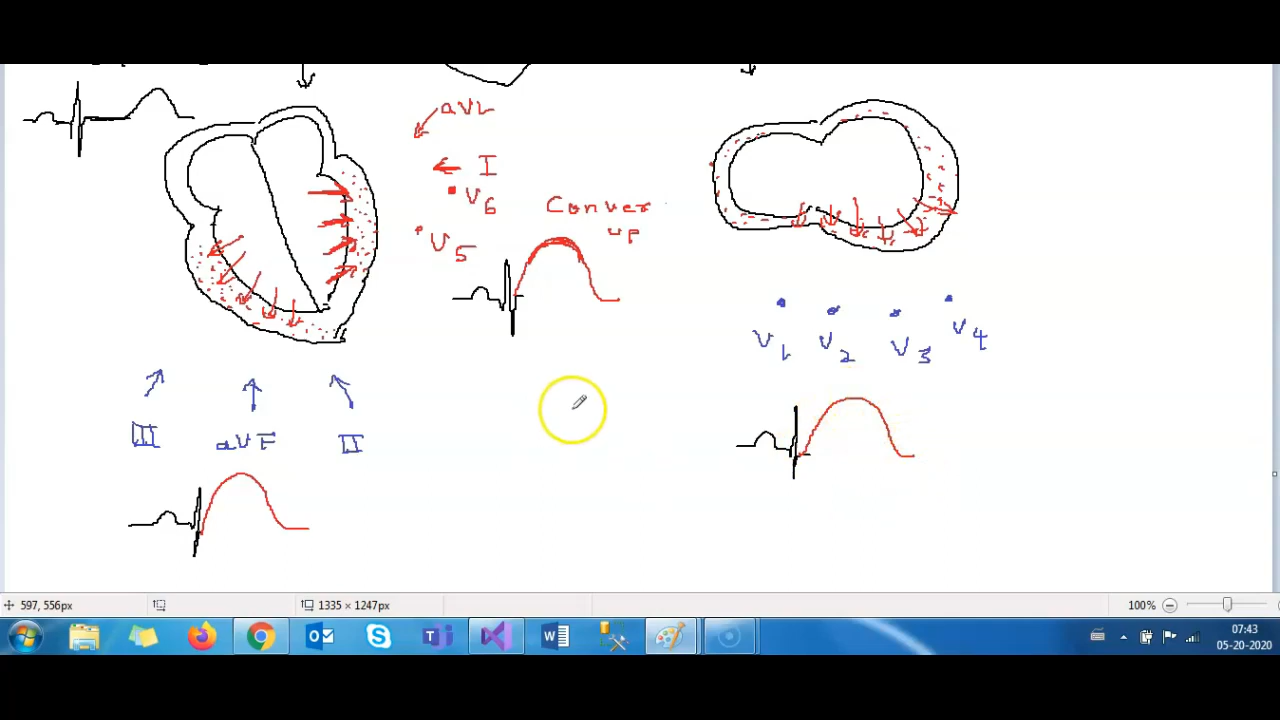 aVL
I
V6
V5
Conver
up
V1 V2 V3 V4
III aVF II
597, 556px
1335 × 1247px
100%
07:43
05-20-2020